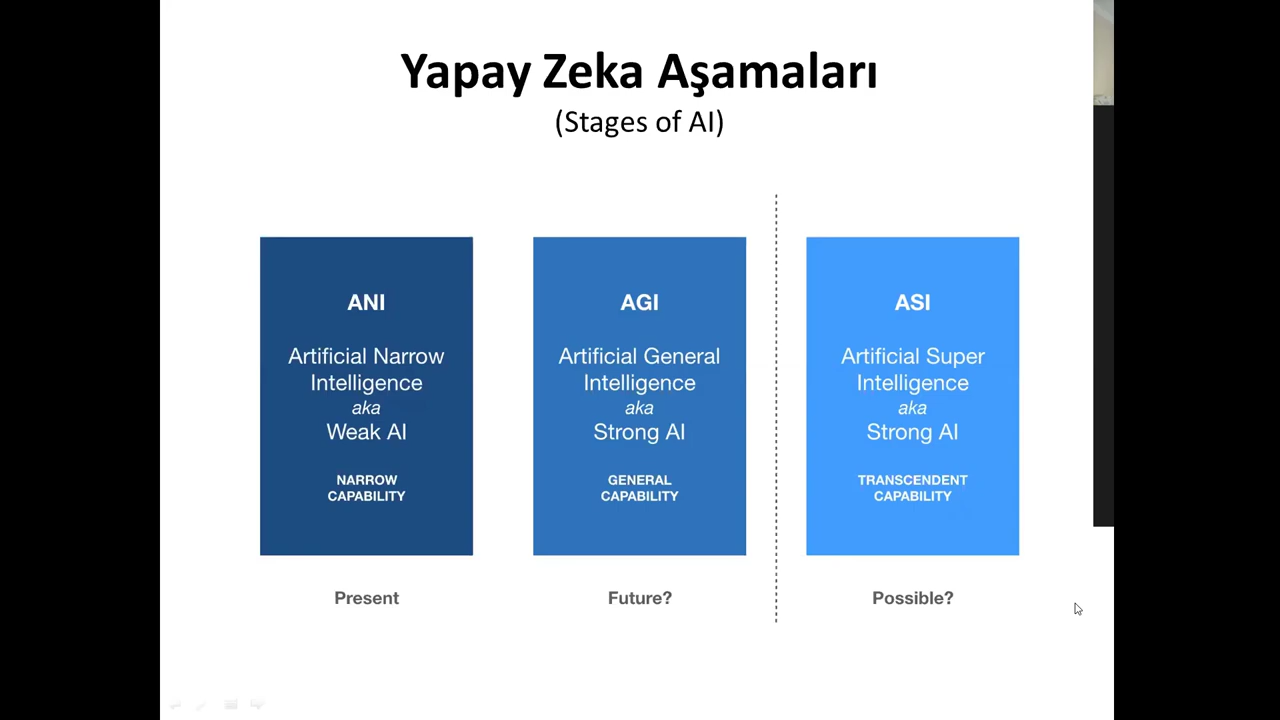 Yapay Zeka Aşamaları
(Stages of AI)
ANI
Artificial Narrow
Intelligence
aka
Weak AI
NARROW
CAPABILITY
Present
AGI
Artificial General
Intelligence
aka
Strong AI
GENERAL
CAPABILITY
Future?
ASI
Artificial Super
Intelligence
aka
Strong AI
TRANSCENDENT
CAPABILITY
Possible?